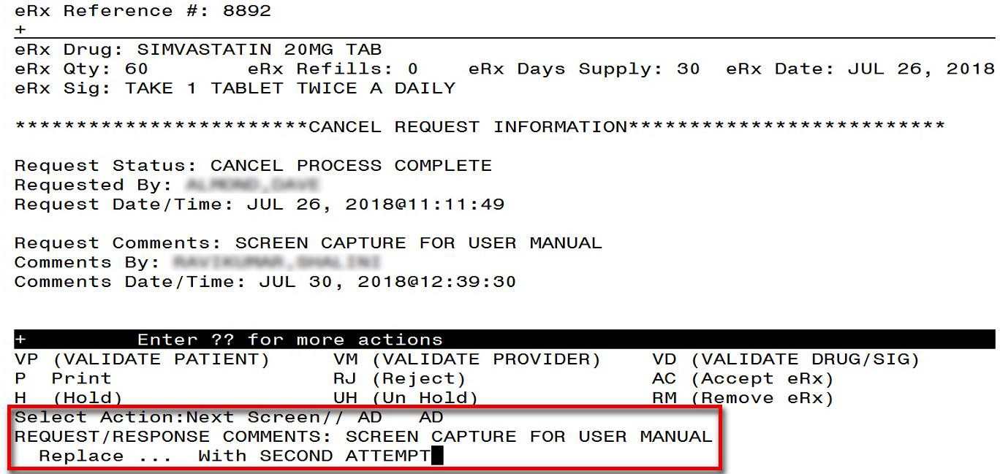 eRx Reference #: 8892
+
eRx Drug: SIMVASTATIN 20MG TAB
eRx Qty: 60 eRx Refills: 0 eRx Days Supply: 30 eRx Date: JUL 26, 2018
eRx Sig: TAKE 1 TABLET TWICE A DAILY
************************CANCEL REQUEST INFORMATION**************************
Request Status: CANCEL PROCESS COMPLETE
Requested By:
Request Date/Time: JUL 26, 2018@11:11:49
Request Comments: SCREEN CAPTURE FOR USER MANUAL
Comments By:
Comments Date/Time: JUL 30, 2018@12:39:30
+ Enter ?? for more actions
VP (VALIDATE PATIENT) VM (VALIDATE PROVIDER) VD (VALIDATE DRUG/SIG)
P Print RJ (Reject) AC (Accept eRx)
H (Hold) UH (Un Hold) RM (Remove eRx)
Select Action:Next Screen// AD AD
REQUEST/RESPONSE COMMENTS: SCREEN CAPTURE FOR USER MANUAL
Replace ... With SECOND ATTEMPT